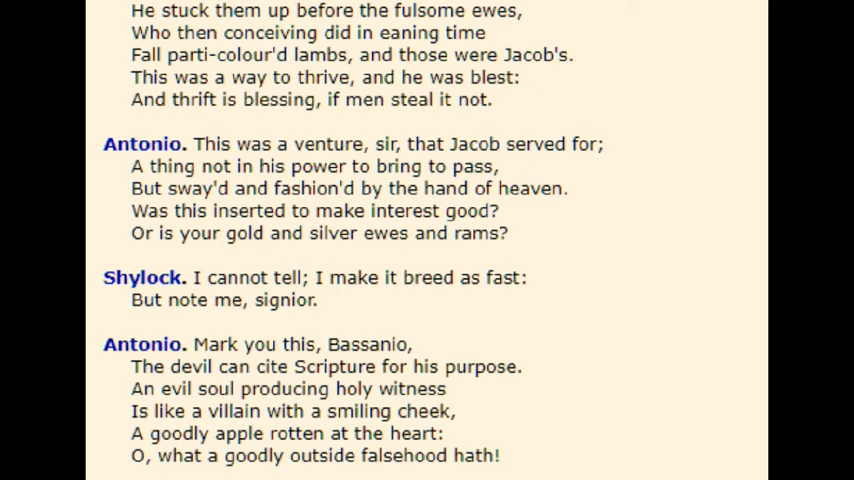 He stuck them up before the fulsome ewes,
Who then conceiving did in eaning time
Fall parti-colour'd lambs, and those were Jacob's.
This was a way to thrive, and he was blest:
And thrift is blessing, if men steal it not.
Antonio. This was a venture, sir, that Jacob served for;
A thing not in his power to bring to pass,
But sway'd and fashion'd by the hand of heaven.
Was this inserted to make interest good?
Or is your gold and silver ewes and rams?
Shylock. I cannot tell; I make it breed as fast:
But note me, signior.
Antonio. Mark you this, Bassanio,
The devil can cite Scripture for his purpose.
An evil soul producing holy witness
Is like a villain with a smiling cheek,
A goodly apple rotten at the heart:
O, what a goodly outside falsehood hath!